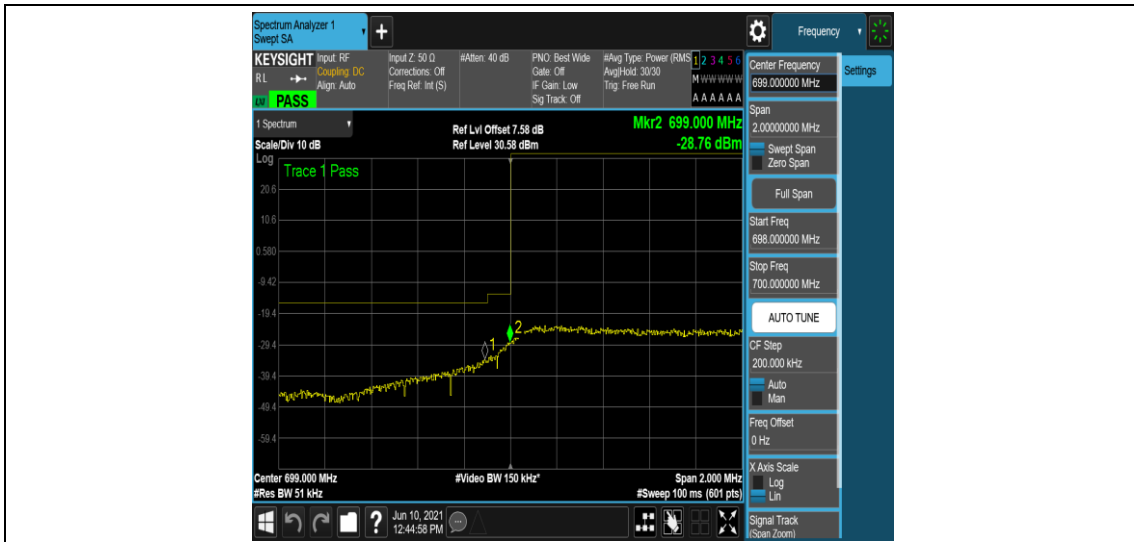 Spectrum Analyzer 1
Swept SA
Frequency
KEYSIGHT
RL
PASS
Input: RF
Coupling: DC
Align: Auto
Input Z: 50 Ω
Corrections: Off
Freq Ref: Int (S)
#Atten: 40 dB
PNO: Best Wide
Gate: Off
IF Gain: Low
Sig Track: Off
#Avg Type: Power (RMS
Avg|Hold: 30/30
Trig: Free Run
1 2 3 4 5 6
M W W W W W
A A A A A A
1 Spectrum
Scale/Div 10 dB
Ref Lvl Offset 7.58 dB
Ref Level 30.58 dBm
Mkr2 699.000 MHz
-28.76 dBm
Log
Trace 1 Pass
20.6
10.6
0.580
-9.42
-19.4
-29.4
-39.4
-49.4
-59.4
1
2
Center 699.000 MHz
#Res BW 51 kHz
#Video BW 150 kHz*
Span 2.000 MHz
#Sweep 100 ms (601 pts)
Jun 10, 2021
12:44:58 PM
Center Frequency
699.000000 MHz
Settings
Span
2.00000000 MHz
Swept Span
Zero Span
Full Span
Start Freq
698.000000 MHz
Stop Freq
700.000000 MHz
AUTO TUNE
CF Step
200.000 kHz
Auto
Man
Freq Offset
0 Hz
X Axis Scale
Log
Lin
Signal Track
(Span Zoom)